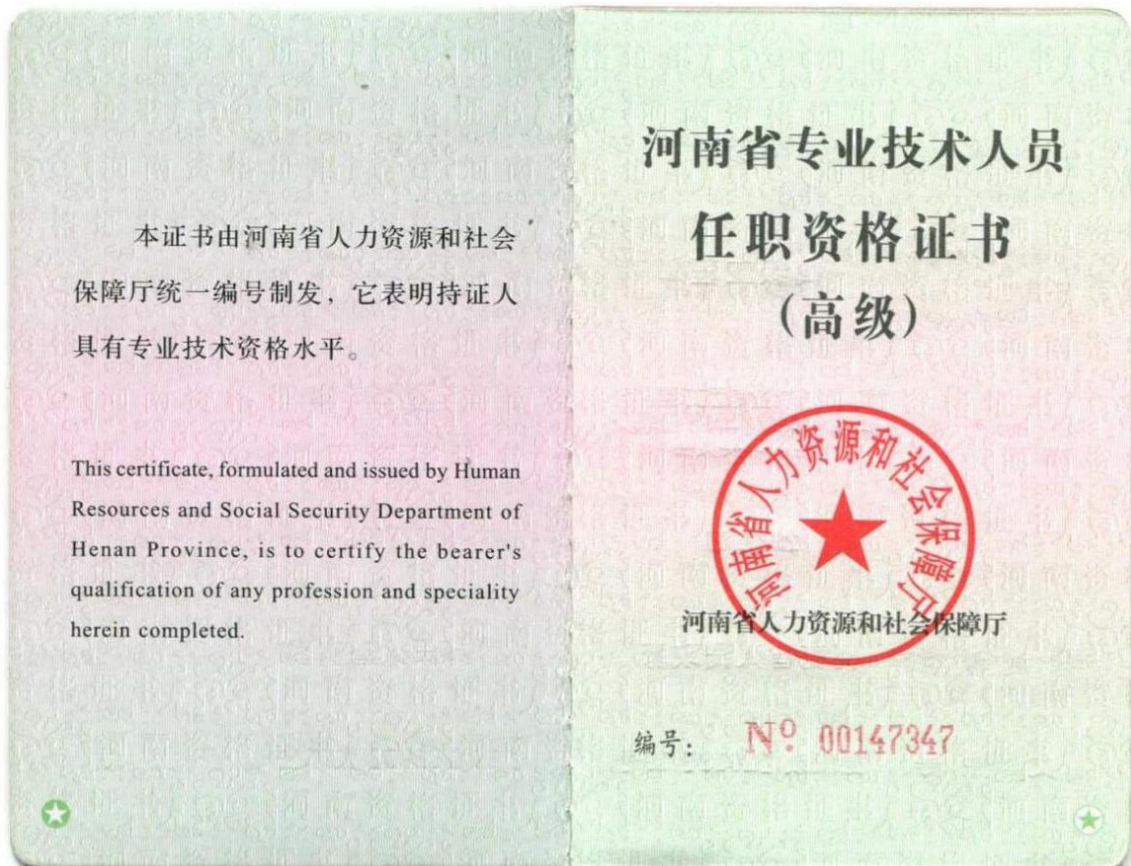 本证书由河南省人力资源和社会
保障厅统一编号制发，它表明持证人
具有专业技术资格水平。
This certificate, formulated and issued by Human
Resources and Social Security Department of
Henan Province, is to certify the bearer's
qualification of any profession and speciality
herein completed.
河南省专业技术人员
任职资格证书
(高级)
河南省人力资源和社会保障厅
河南省人力资源和社会保障厅
编号： Nº 00147347